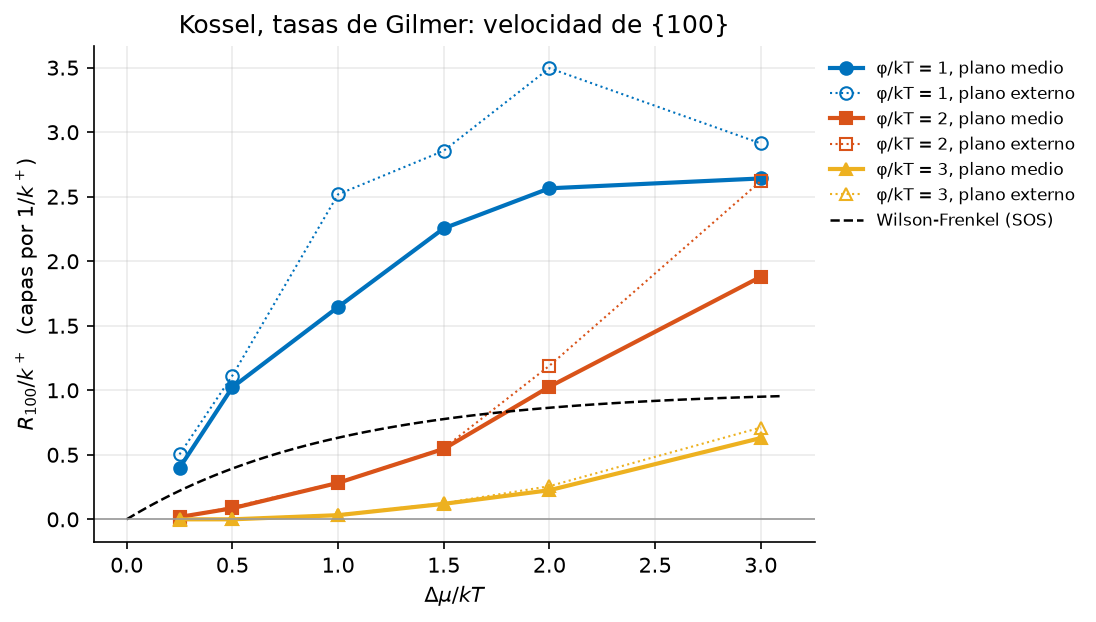 Kossel, tasas de Gilmer: velocidad de {100}
R₁₀₀/k⁺ (capas por 1/k⁺)
3.5
3.0
2.5
2.0
1.5
1.0
0.5
0.0
0.0 0.5 1.0 1.5 2.0 2.5 3.0
Δμ/kT
φ/kT = 1, plano medio
φ/kT = 1, plano externo
φ/kT = 2, plano medio
φ/kT = 2, plano externo
φ/kT = 3, plano medio
φ/kT = 3, plano externo
Wilson-Frenkel (SOS)